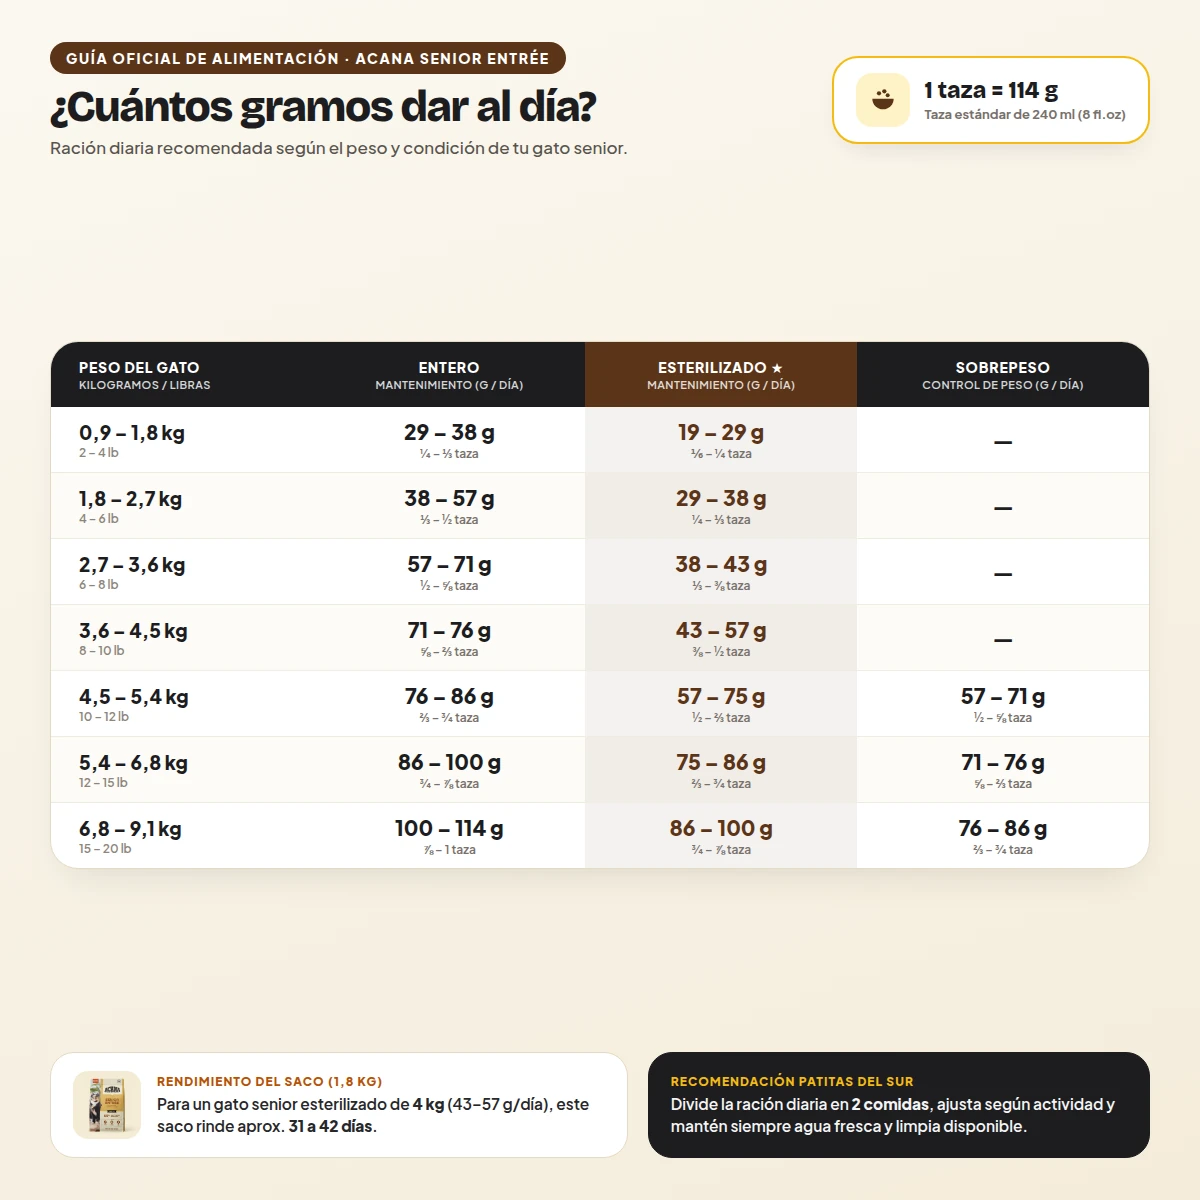 GUÍA OFICIAL DE ALIMENTACIÓN · ACANA SENIOR ENTRÉE
¿Cuántos gramos dar al día?
Ración diaria recomendada según el peso y condición de tu gato senior.
1 taza = 114 g
Taza estándar de 240 ml (8 fl.oz)
PESO DEL GATO ENTERO ESTERILIZADO ★ SOBREPESO
KILOGRAMOS / LIBRAS MANTENIMIENTO (G / DÍA) MANTENIMIENTO (G / DÍA) CONTROL DE PESO (G / DÍA)
0,9 – 1,8 kg 29 – 38 g 19 – 29 g —
2 – 4 lb ¼ – ⅓ taza ⅙ – ¼ taza
1,8 – 2,7 kg 38 – 57 g 29 – 38 g —
4 – 6 lb ⅓ – ½ taza ¼ – ⅓ taza
2,7 – 3,6 kg 57 – 71 g 38 – 43 g —
6 – 8 lb ½ – ⅝ taza ⅓ – ⅜ taza
3,6 – 4,5 kg 71 – 76 g 43 – 57 g —
8 – 10 lb ⅝ – ⅔ taza ⅜ – ½ taza
4,5 – 5,4 kg 76 – 86 g 57 – 75 g 57 – 71 g
10 – 12 lb ⅔ – ¾ taza ½ – ⅔ taza ½ – ⅝ taza
5,4 – 6,8 kg 86 – 100 g 75 – 86 g 71 – 76 g
12 – 15 lb ¾ – ⅞ taza ⅔ – ¾ taza ⅝ – ⅔ taza
6,8 – 9,1 kg 100 – 114 g 86 – 100 g 76 – 86 g
15 – 20 lb ⅞ – 1 taza ¾ – ⅞ taza ⅔ – ¾ taza
ACANA
RENDIMIENTO DEL SACO (1,8 KG)
Para un gato senior esterilizado de 4 kg (43–57 g/día), este
saco rinde aprox. 31 a 42 días.
RECOMENDACIÓN PATITAS DEL SUR
Divide la ración diaria en 2 comidas, ajusta según actividad y
mantén siempre agua fresca y limpia disponible.